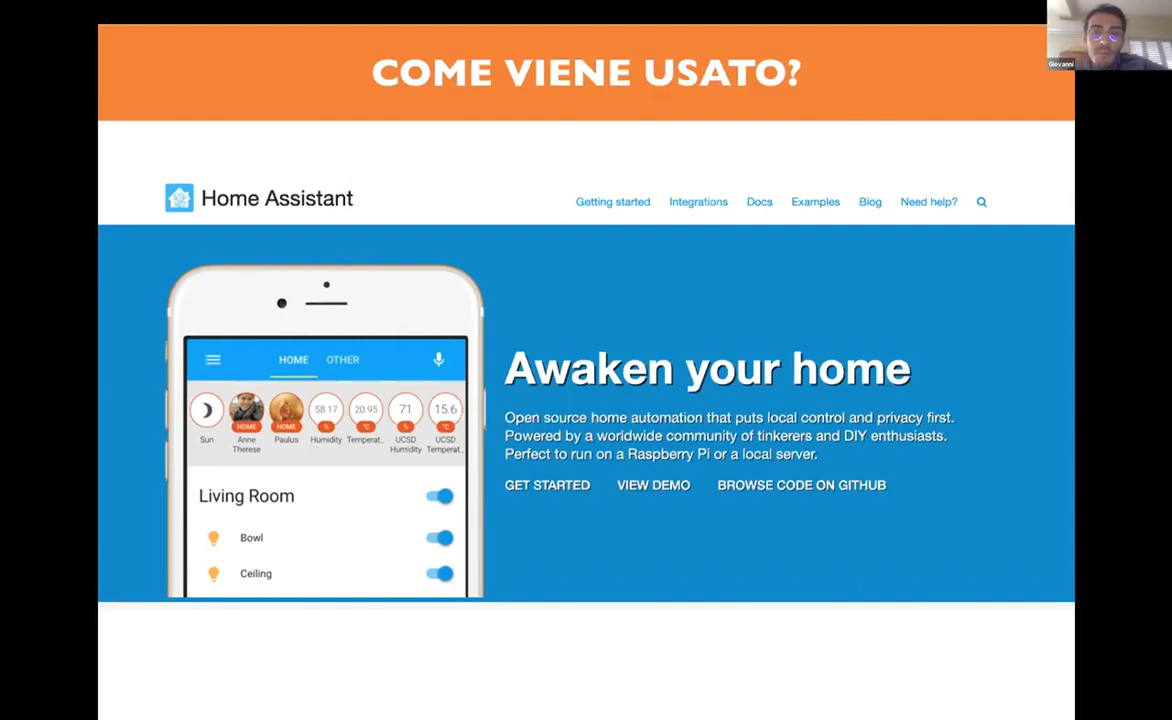 COME VIENE USATO?
Giovanni
Home Assistant
Getting started Integrations Docs Examples Blog Need help?
HOME OTHER
58.17 20.95 71 15.6
HOME HOME % °C % °C
Sun Anne Therese Paulus Humidity Temperat.. UCSD Humidity UCSD Temperat..
Living Room
Bowl
Ceiling
Awaken your home
Open source home automation that puts local control and privacy first.
Powered by a worldwide community of tinkerers and DIY enthusiasts.
Perfect to run on a Raspberry Pi or a local server.
GET STARTED VIEW DEMO BROWSE CODE ON GITHUB